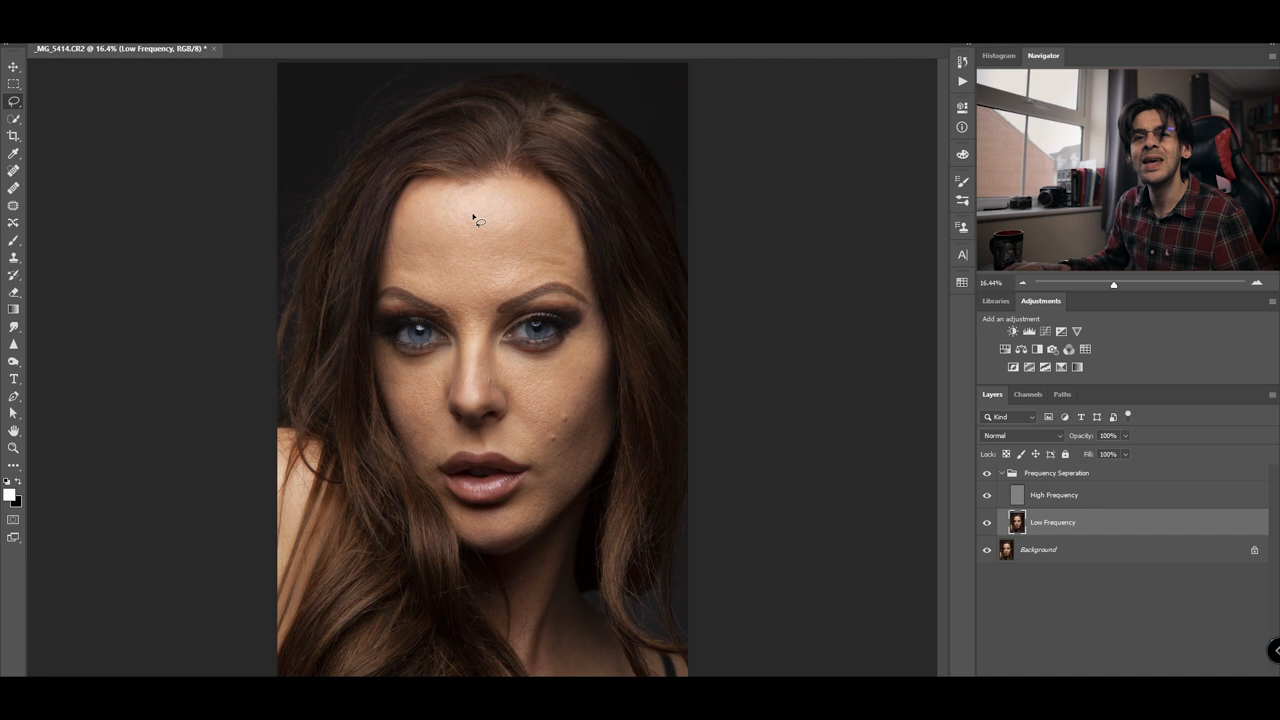 _MG_5414.CR2 @ 16.4% (Low Frequency, RGB/8) *
Histogram Navigator
16.44%
Libraries Adjustments
Add an adjustment
Layers Channels Paths
Kind
Normal Opacity: 100%
Lock: Fill: 100%
Frequency Seperation
High Frequency
Low Frequency
Background